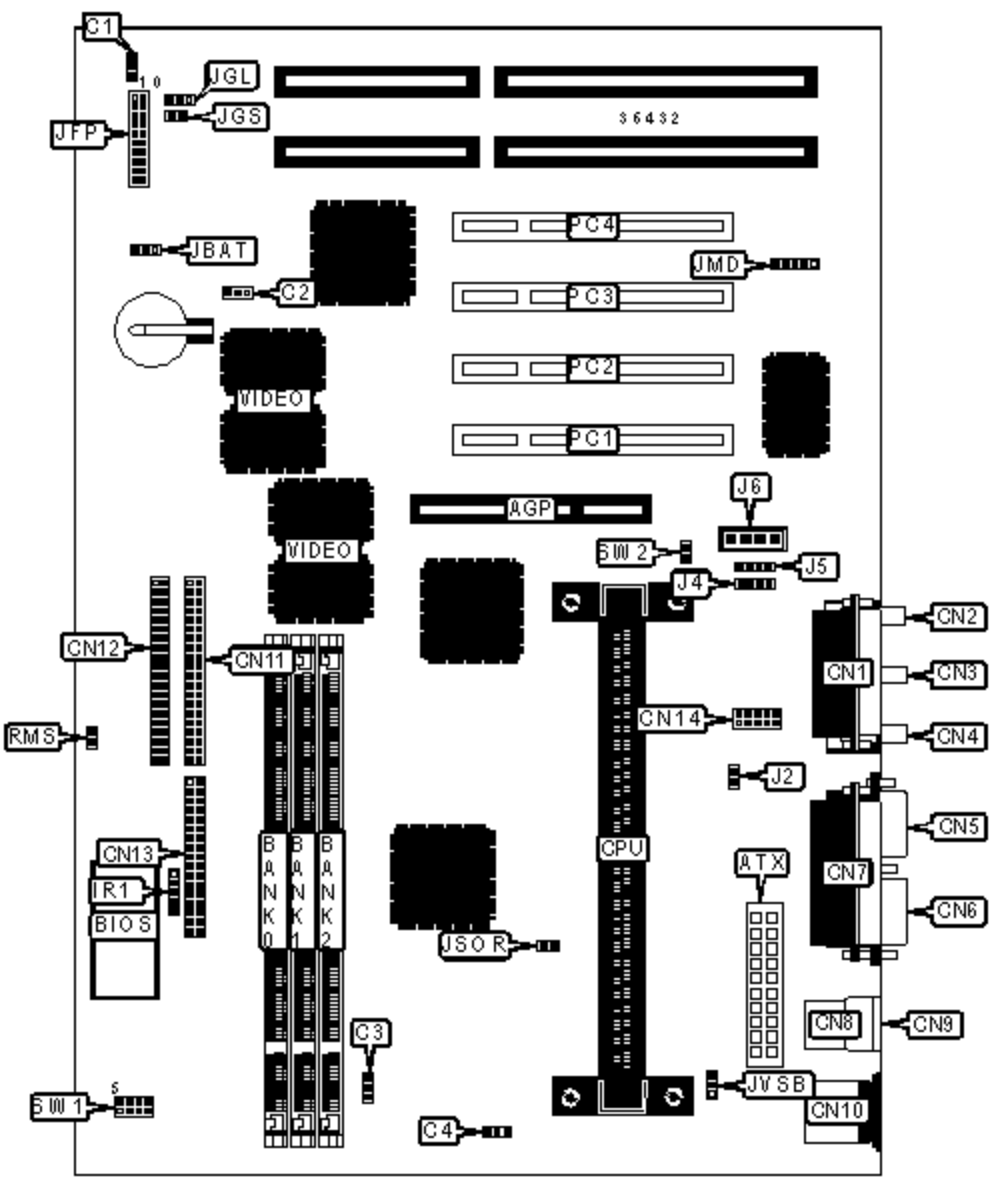 C1
10
JGL
JGS
JFP
36432
PC4
JBAT
JMD
C2
PC3
PC2
VIDEO
PC1
J6
AGP
SW2
VIDEO
J5
J4
CN2
CN12
CN11
CN1
CN3
CN14
RMS
CN4
J2
CN5
CN13
BANK0
BANK1
BANK2
CPU
ATX
CN7
IR1
CN6
BIOS
JSOR
CN8
CN9
C3
5
JVSB
SW1
CN10
C4